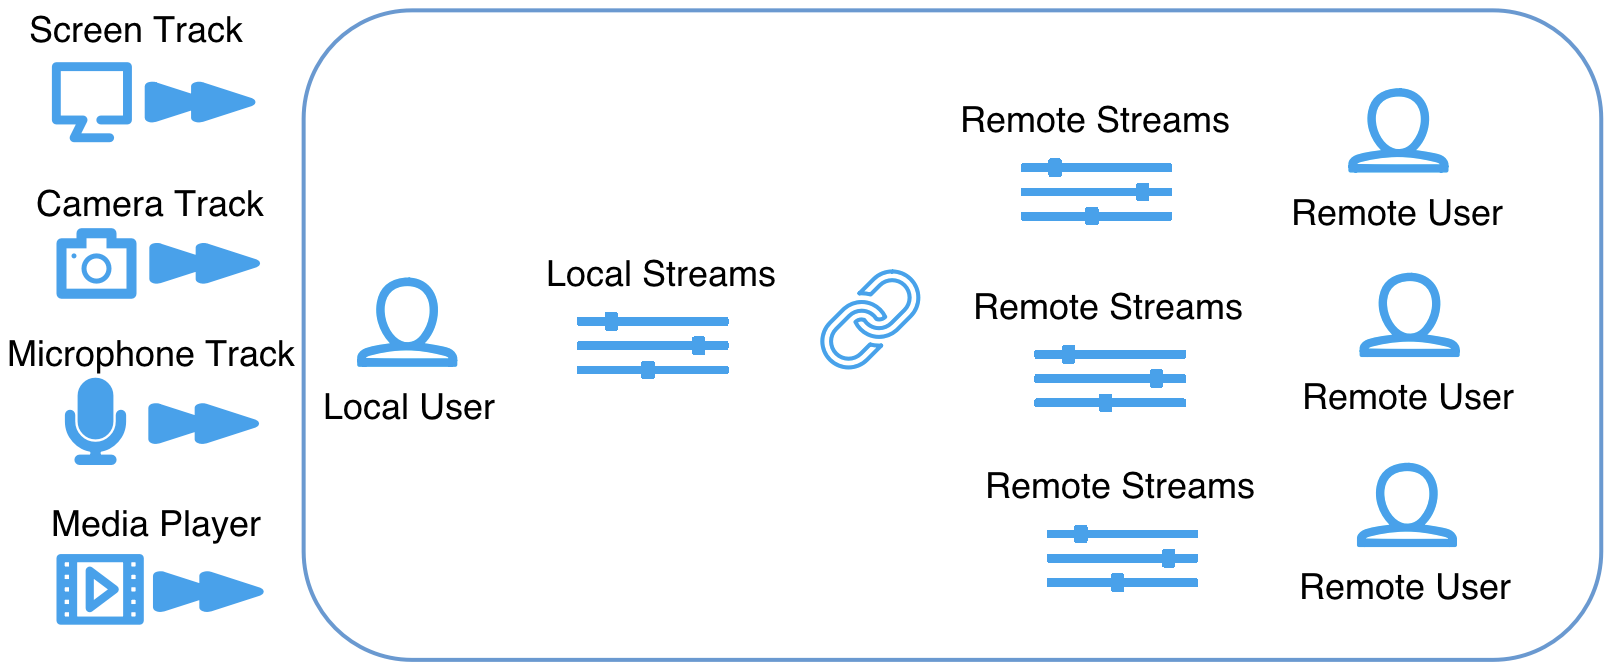 Screen Track
Camera Track
Microphone Track
Media Player
Local User
Local Streams
Remote Streams
Remote User
Remote Streams
Remote User
Remote Streams
Remote User